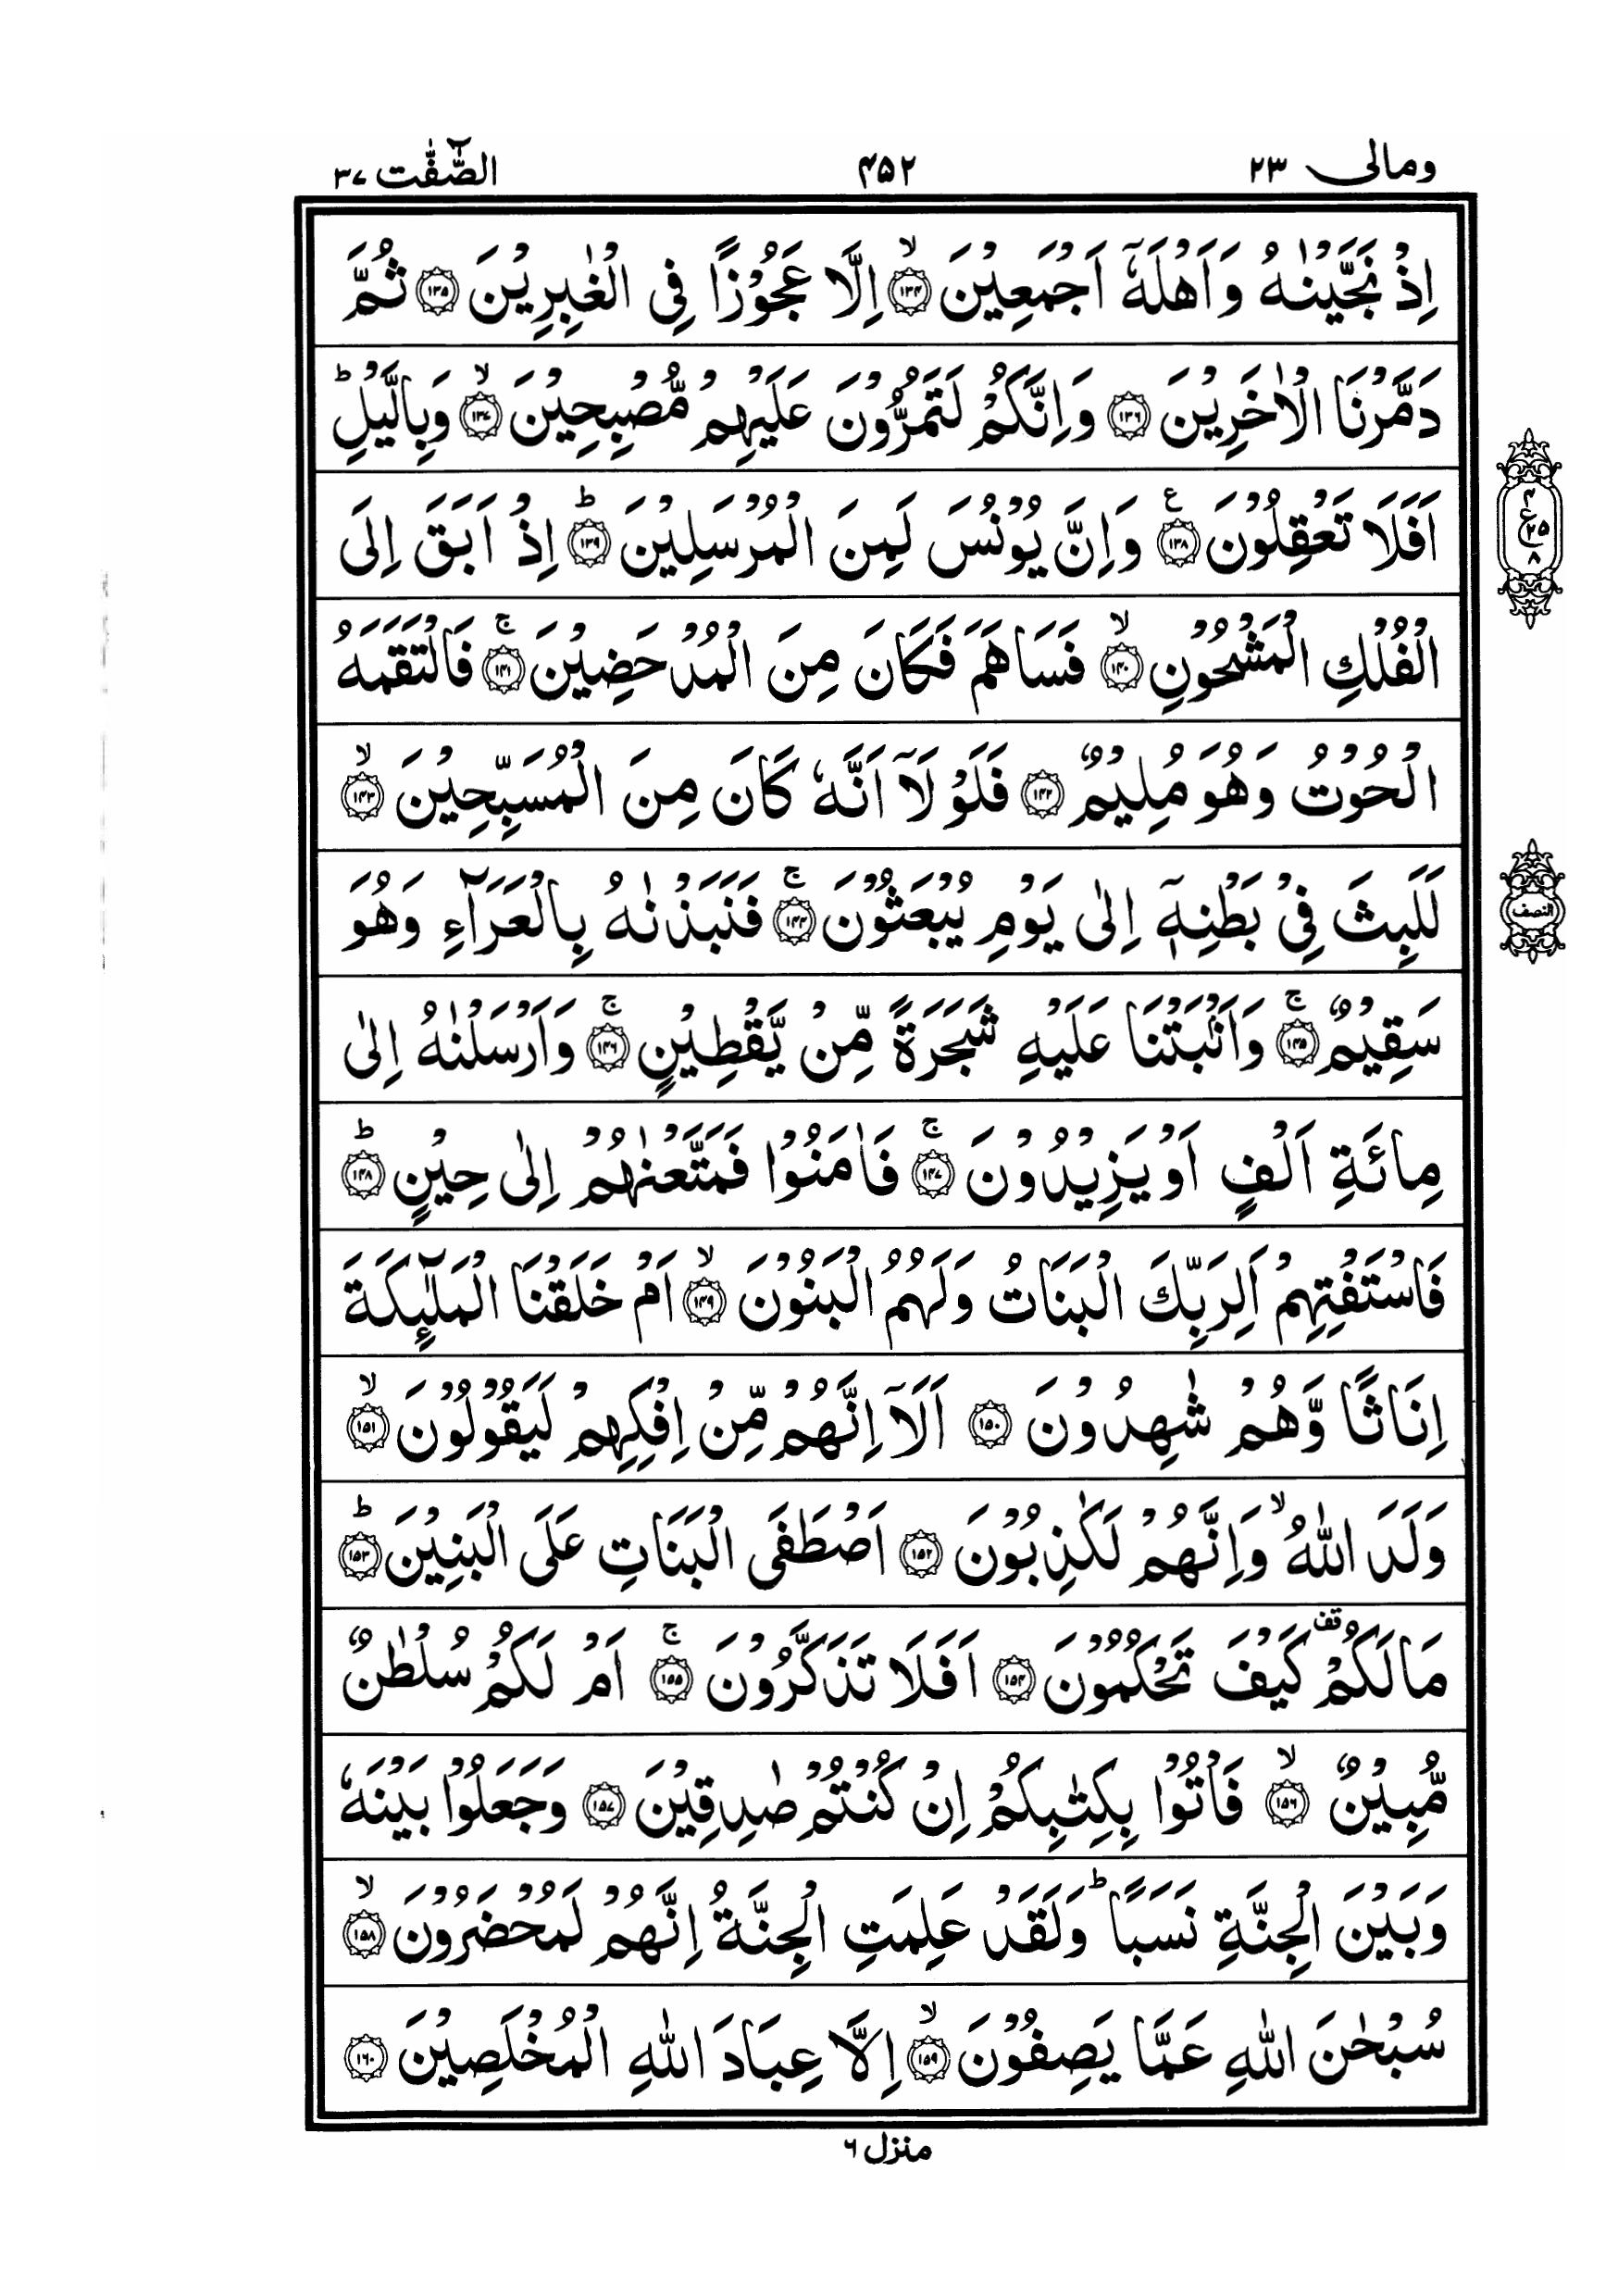 ومالی ۲۳ ۴۵۲ الصّٰٓفّٰت ۳۷
اِذْ نَجَّيْنٰهُ وَاَهْلَهٗۤ اَجْمَعِيْنَ ۙ‏﴿۱۳۴﴾ اِلَّا عَجُوْزًا فِى الْغٰبِرِيْنَ ﴿۱۳۵﴾ ثُمَّ
دَمَّرْنَا الْاٰخَرِيْنَ ﴿۱۳۶﴾ وَاِنَّكُمْ لَتَمُرُّوْنَ عَلَيْهِمْ مُّصْبِحِيْنَ ۙ﴿۱۳۷﴾ وَبِالَّيْلِ ؕ
اَفَلَا تَعْقِلُوْنَ ﴿۱۳۸﴾ ع وَاِنَّ يُوْنُسَ لَمِنَ الْمُرْسَلِيْنَ ؕ﴿۱۳۹﴾ اِذْ اَبَقَ اِلَى
۴ ع ۲۵ ۸
الْفُلْكِ الْمَشْحُوْنِ ۙ﴿۱۴۰﴾ فَسَاهَمَ فَكَانَ مِنَ الْمُدْحَضِيْنَ ۚ﴿۱۴۱﴾ فَالْتَقَمَهُ
الْحُوْتُ وَهُوَ مُلِيْمٌ ﴿۱۴۲﴾ فَلَوْلَاۤ اَنَّهٗ كَانَ مِنَ الْمُسَبِّحِيْنَ ۙ﴿۱۴۳﴾
لَلَبِثَ فِىْ بَطْنِهٖۤ اِلٰى يَوْمِ يُبْعَثُوْنَ ۚ﴿۱۴۴﴾ فَنَبَذْنٰهُ بِالْعَرَآءِ وَهُوَ
النصف
سَقِيْمٌ ۚ﴿۱۴۵﴾ وَاَنْۢبَتْنَا عَلَيْهِ شَجَرَةً مِّنْ يَّقْطِيْنٍ ۚ﴿۱۴۶﴾ وَاَرْسَلْنٰهُ اِلٰى
مِائَةِ اَلْفٍ اَوْ يَزِيْدُوْنَ ۚ﴿۱۴۷﴾ فَاٰمَنُوْا فَمَتَّعْنٰهُمْ اِلٰى حِيْنٍ ؕ﴿۱۴۸﴾
فَاسْتَفْتِهِمْ اَلِرَبِّكَ الْبَنَاتُ وَلَهُمُ الْبَنُوْنَ ۙ﴿۱۴۹﴾ اَمْ خَلَقْنَا الْمَلٰٓئِكَةَ
اِنَاثًا وَّهُمْ شٰهِدُوْنَ ﴿۱۵۰﴾ اَلَاۤ اِنَّهُمْ مِّنْ اِفْكِهِمْ لَيَقُوْلُوْنَ ۙ﴿۱۵۱﴾
وَلَدَ اللّٰهُ ۙ وَاِنَّهُمْ لَكٰذِبُوْنَ ﴿۱۵۲﴾ اَصْطَفَى الْبَنَاتِ عَلَى الْبَنِيْنَ ؕ﴿۱۵۳﴾
مَا لَكُمْ قف كَيْفَ تَحْكُمُوْنَ ﴿۱۵۴﴾ اَفَلَا تَذَكَّرُوْنَ ۚ﴿۱۵۵﴾ اَمْ لَكُمْ سُلْطٰنٌ
مُّبِيْنٌ ۙ﴿۱۵۶﴾ فَاْتُوْا بِكِتٰبِكُمْ اِنْ كُنْتُمْ صٰدِقِيْنَ ﴿۱۵۷﴾ وَجَعَلُوْا بَيْنَهٗ
وَبَيْنَ الْجِنَّةِ نَسَبًا ؕ وَلَقَدْ عَلِمَتِ الْجِنَّةُ اِنَّهُمْ لَمُحْضَرُوْنَ ۙ﴿۱۵۸﴾
سُبْحٰنَ اللّٰهِ عَمَّا يَصِفُوْنَ ۙ﴿۱۵۹﴾ اِلَّا عِبَادَ اللّٰهِ الْمُخْلَصِيْنَ ﴿۱۶۰﴾
منزل ۶